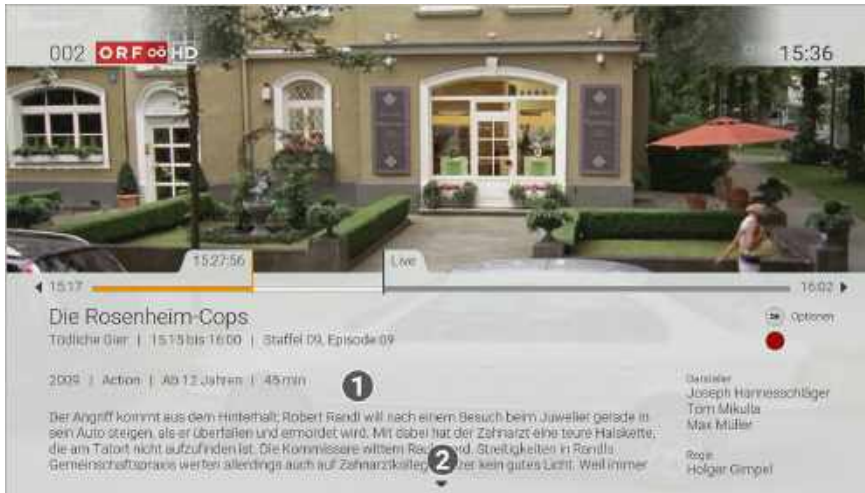 002 ORF oö HD
15:36
15:27:56
Live
15:17
16:02
Die Rosenheim-Cops
Optionen
Tödliche Gier | 15:15 bis 16:00 | Staffel 09, Episode 09
2009 | Action | Ab 12 Jahren | 45 min
1
Darsteller
Joseph Hannesschläger
Tom Mikulla
Max Müller
Der Angriff kommt aus dem Hinterhalt: Robert Randl will nach einem Besuch beim Juwelier gerade in
sein Auto steigen, als er überfallen und ermordet wird. Mit dabei hat der Zahnarzt eine teure Halskette,
die am Tatort nicht aufzufinden ist. Die Kommissare wittern. Streitigkeiten in Randls
2
Gemeinschaftspraxis werfen allerdings auch auf kein gutes Licht. Weil immer
Regie
Holger Gimpel